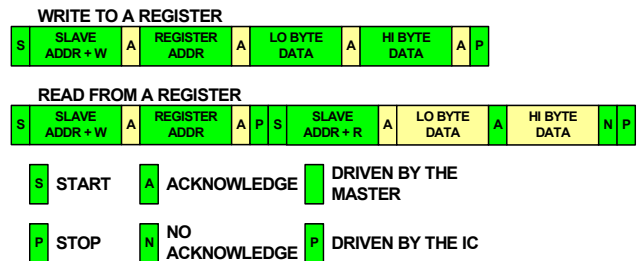 WRITE TO A REGISTER
S SLAVE ADDR + W A REGISTER ADDR A LO BYTE DATA A HI BYTE DATA A P
READ FROM A REGISTER
S SLAVE ADDR + W A REGISTER ADDR A P S SLAVE ADDR + R A LO BYTE DATA A HI BYTE DATA N P
S START A ACKNOWLEDGE DRIVEN BY THE MASTER
P STOP N NO ACKNOWLEDGE P DRIVEN BY THE IC